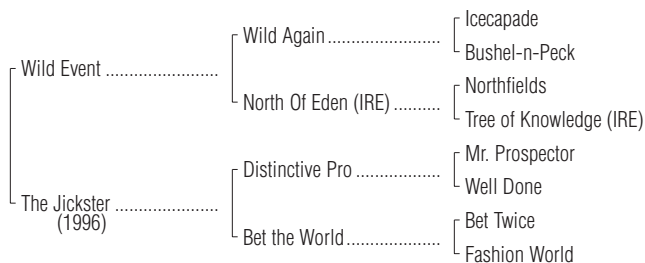 Icecapade
Wild Again
Bushel-n-Peck
Wild Event
Northfields
North Of Eden (IRE)
Tree of Knowledge (IRE)
Mr. Prospector
Distinctive Pro
Well Done
The Jickster
(1996)
Bet Twice
Bet the World
Fashion World